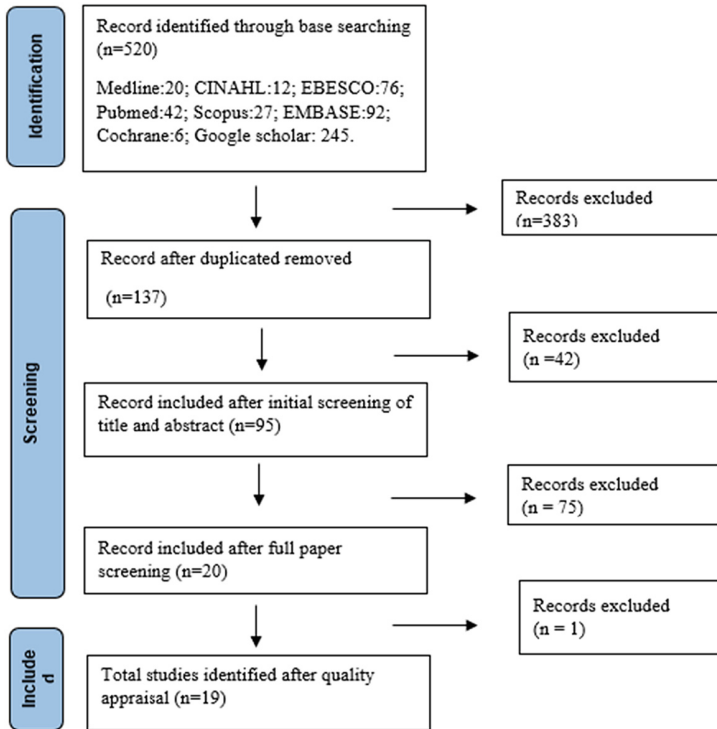 Identification
Record identified through base searching
(n=520)
Medline:20; CINAHL:12; EBESCO:76;
Pubmed:42; Scopus:27; EMBASE:92;
Cochrane:6; Google scholar: 245.
Records excluded
(n=383)
Screening
Record after duplicated removed
(n=137)
Records excluded
(n =42)
Record included after initial screening of
title and abstract (n=95)
Records excluded
(n = 75)
Record included after full paper
screening (n=20)
Records excluded
(n = 1)
Include
d
Total studies identified after quality
appraisal (n=19)